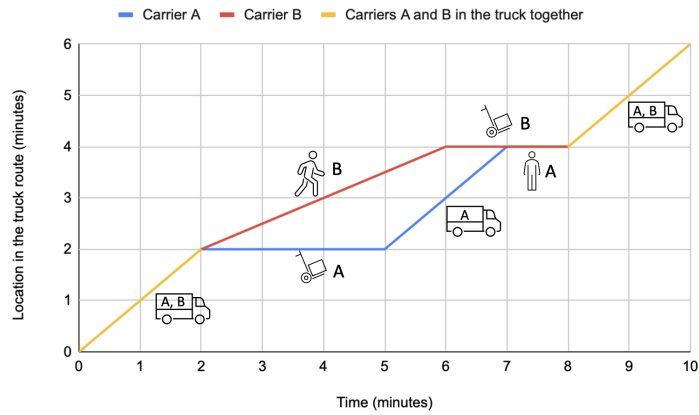 Carrier A Carrier B Carriers A and B in the truck together
Location in the truck route (minutes)
6
5
4
3
2
1
0
A, B
B
A
B
A
A
A, B
0 1 2 3 4 5 6 7 8 9 10
Time (minutes)